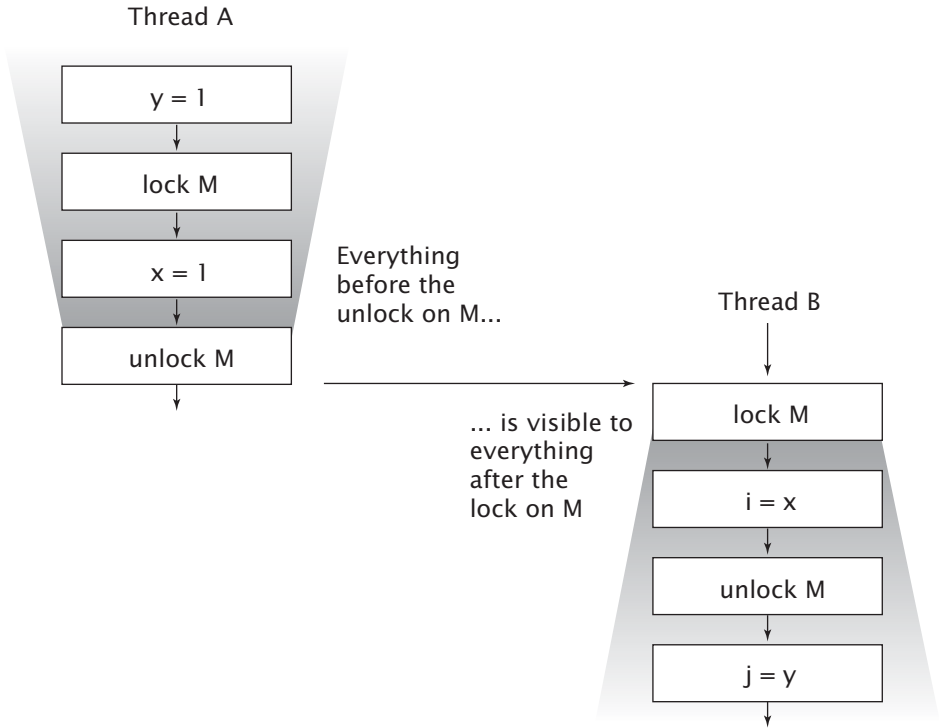 Thread A
y = 1
lock M
x = 1
unlock M
Everything
before the
unlock on M...
... is visible to
everything
after the
lock on M
Thread B
lock M
i = x
unlock M
j = y